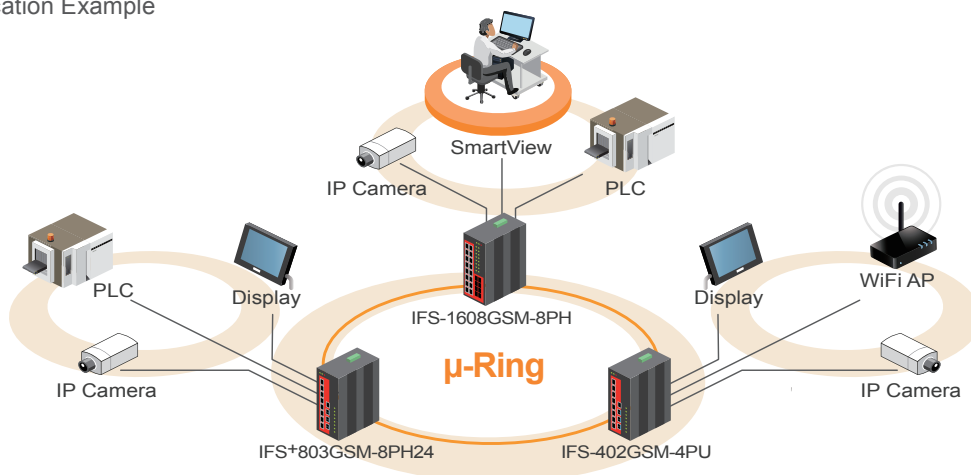 cation Example
SmartView
IP Camera
PLC
PLC
Display
Display
WiFi AP
IFS-1608GSM-8PH
µ-Ring
IP Camera
IP Camera
IFS+803GSM-8PH24
IFS-402GSM-4PU